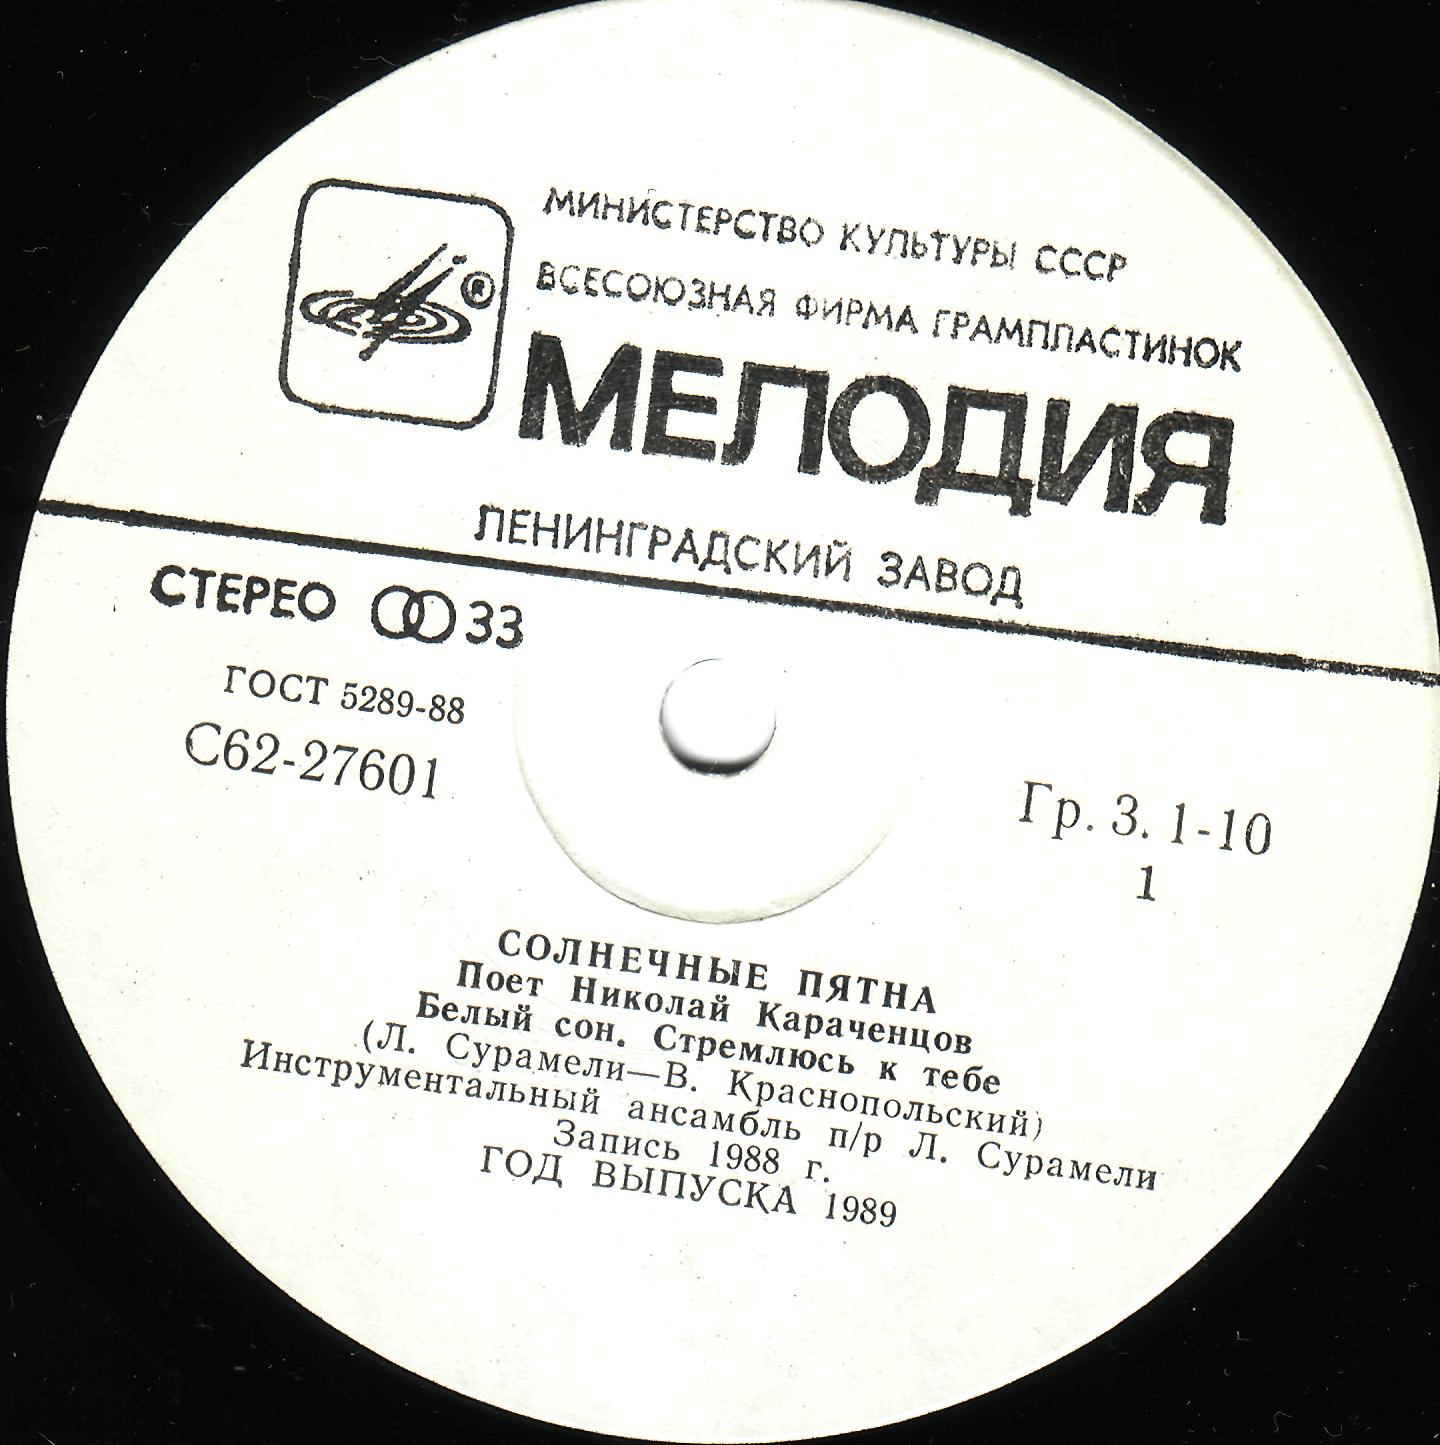 МИНИСТЕРСТВО КУЛЬТУРЫ СССР
ВСЕСОЮЗНАЯ ФИРМА ГРАМПЛАСТИНОК
®
МЕЛОДИЯ
ЛЕНИНГРАДСКИЙ ЗАВОД
СТЕРЕО 33
ГОСТ 5289-88
С62-27601
Гр. 3. 1-10
1
СОЛНЕЧНЫЕ ПЯТНА
Поет Николай Караченцов
Белый сон. Стремлюсь к тебе
(Л. Сурамели—В. Краснопольский)
Инструментальный ансамбль п/р Л. Сурамели
Запись 1988 г.
ГОД ВЫПУСКА 1989